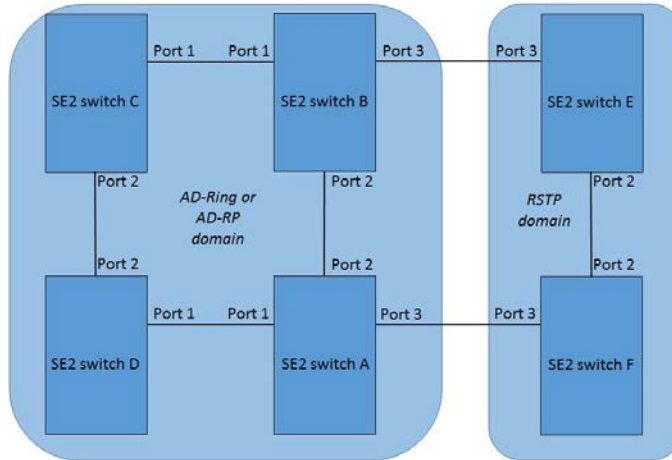 Port 1
Port 1
Port 3
Port 3
SE2 switch C
SE2 switch B
SE2 switch E
Port 2
Port 2
Port 2
AD-Ring or
AD-RP
domain
RSTP
domain
Port 2
Port 2
Port 2
Port 1
Port 1
Port 3
Port 3
SE2 switch D
SE2 switch A
SE2 switch F